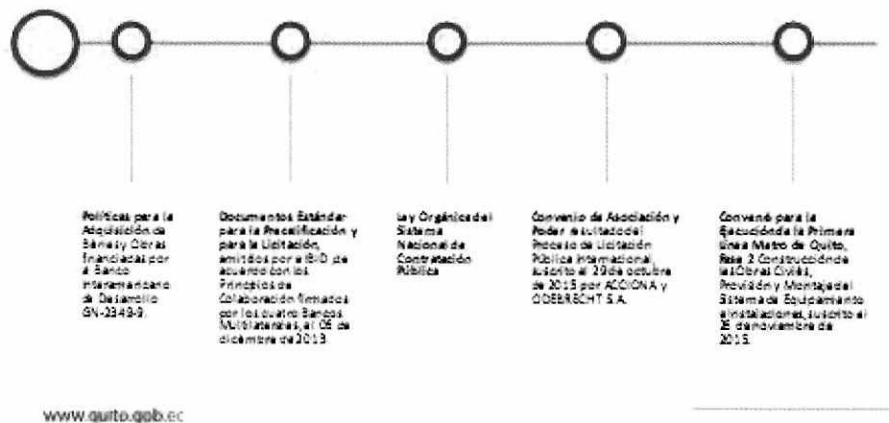 Políticas para la
Adquisición de
Bienes y Obras
financiadas por
el Banco
Interamericano
de Desarrollo
GN-2349-9.
Documentos Estándar
para la Precalificación y
para la Licitación,
emitidos por el BID de
acuerdo con los
Principios de
Colaboración firmados
por los cuatro Bancos
Multilaterales, el 05 de
diciembre de 2013.
Ley Orgánica del
Sistema
Nacional de
Contratación
Pública
Convenio de Asociación y
Poder resultado del
Proceso de Licitación
Pública Internacional,
suscrito el 29 de octubre
de 2015 por ACCIONA y
ODEBRECHT S.A.
Convenio para la
Ejecución de la Primera
Línea Metro de Quito,
Fase 2 Construcción de
las Obras Civiles,
Provisión y Montaje del
Sistema de Equipamiento
e Instalaciones, suscrito el
de noviembre de
2015.
www.quito.gob.ec